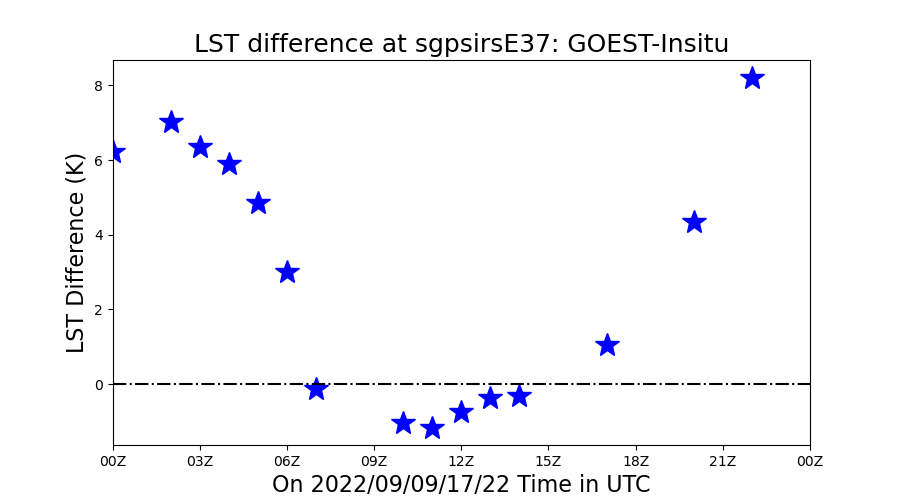 LST difference at sgpsirsE37: GOEST-Insitu
LST Difference (K)
8
6
4
2
0
00Z 03Z 06Z 09Z 12Z 15Z 18Z 21Z 00Z
On 2022/09/09/17/22 Time in UTC